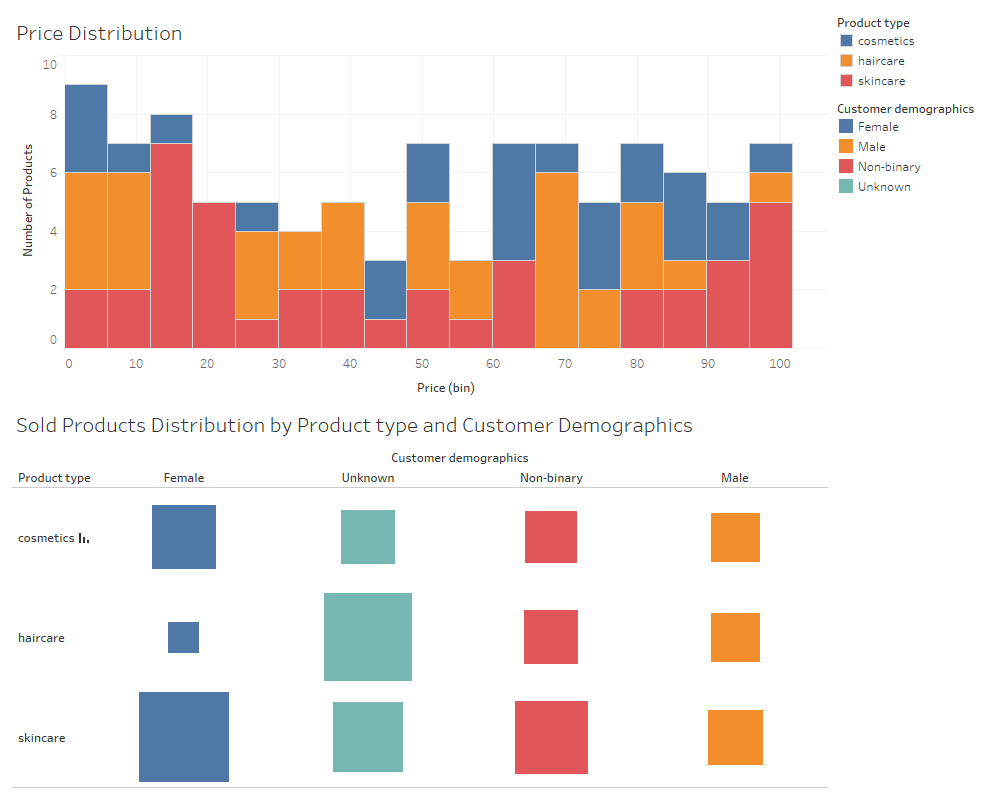 Price Distribution
10
8
6
4
2
0
Number of Products
0 10 20 30 40 50 60 70 80 90 100
Price (bin)
Product type
cosmetics
haircare
skincare
Customer demographics
Female
Male
Non-binary
Unknown
Sold Products Distribution by Product type and Customer Demographics
Customer demographics
Product type Female Unknown Non-binary Male
cosmetics
haircare
skincare